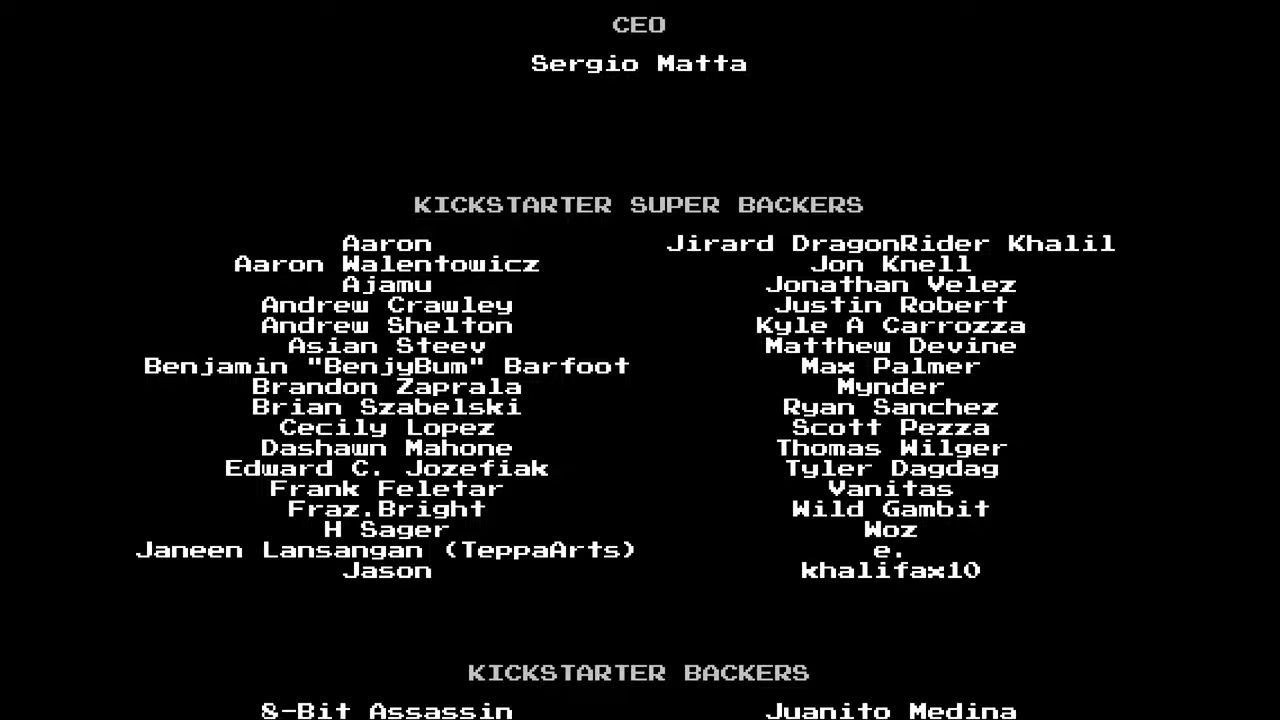 CEO
Sergio Matta
KICKSTARTER SUPER BACKERS
Aaron
Aaron Walentowicz
Ajamu
Andrew Crawley
Andrew Shelton
Asian Steev
Benjamin "BenjyBum" Barfoot
Brandon Zaprala
Brian Szabelski
Cecily Lopez
Dashawn Mahone
Edward C. Jozefiak
Frank Feletar
Fraz.Bright
H Sager
Janeen Lansangan (TeppaArts)
Jason
Jirard DragonRider Khalil
Jon Knell
Jonathan Velez
Justin Robert
Kyle A Carrozza
Matthew Devine
Max Palmer
Mynder
Ryan Sanchez
Scott Pezza
Thomas Wilger
Tyler Dagdag
Vanitas
Wild Gambit
Woz
e.
khalifax10
KICKSTARTER BACKERS
8-Bit Assassin
Juanito Medina